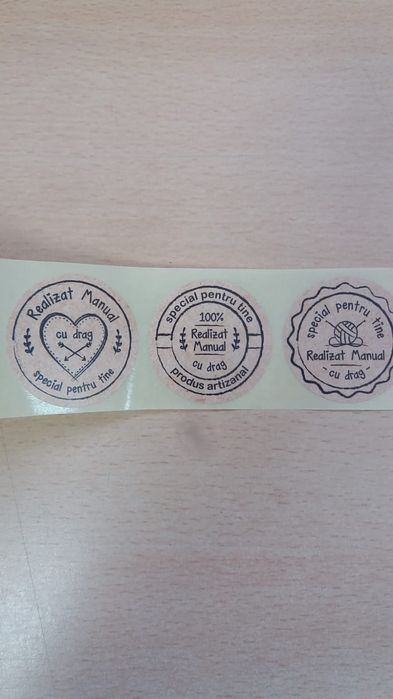 Realizat Manual
cu drag
special pentru tine
special pentru tine
100%
Realizat
Manual
cu drag
produs artizanal
special pentru tine
Realizat Manual
- cu drag -